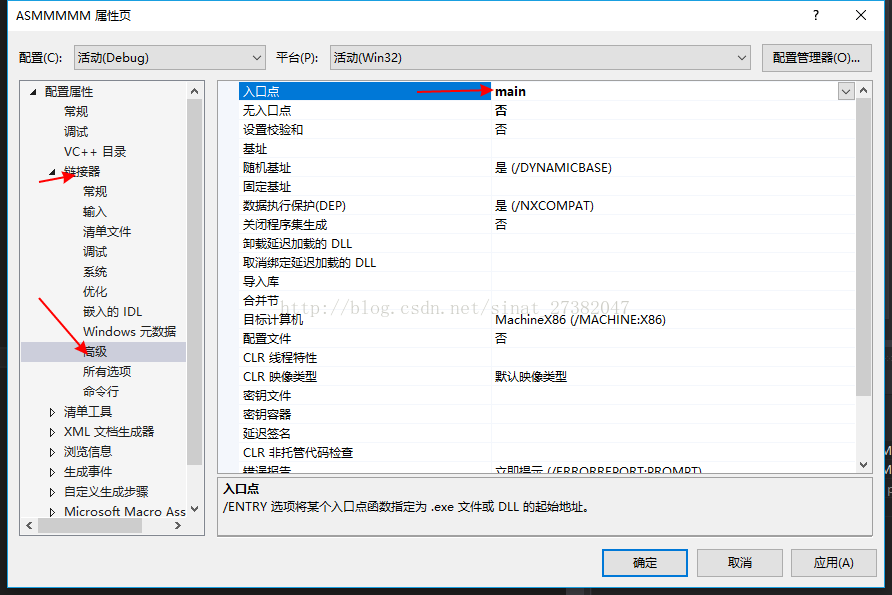 ASMMMMM 属性页
配置(C): 活动(Debug) 平台(P): 活动(Win32) 配置管理器(O)...
配置属性
常规
调试
VC++ 目录
链接器
常规
输入
清单文件
调试
系统
优化
嵌入的 IDL
Windows 元数据
高级
所有选项
命令行
清单工具
XML 文档生成器
浏览信息
生成事件
自定义生成步骤
Microsoft Macro Ass
入口点 main
无入口点 否
设置校验和 否
基址
随机基址 是 (/DYNAMICBASE)
固定基址
数据执行保护(DEP) 是 (/NXCOMPAT)
关闭程序集生成 否
卸载延迟加载的 DLL
取消绑定延迟加载的 DLL
导入库
合并节
http://blog.csdn.net/sinat_27382047
目标计算机 MachineX86 (/MACHINE:X86)
配置文件 否
CLR 线程特性
CLR 映像类型 默认映像类型
密钥文件
密钥容器
延迟签名
CLR 非托管代码检查
错误报告 立即提示 (/ERRORREPORT:PROMPT)
入口点
/ENTRY 选项将某个入口点函数指定为 .exe 文件或 DLL 的起始地址。
确定 取消 应用(A)